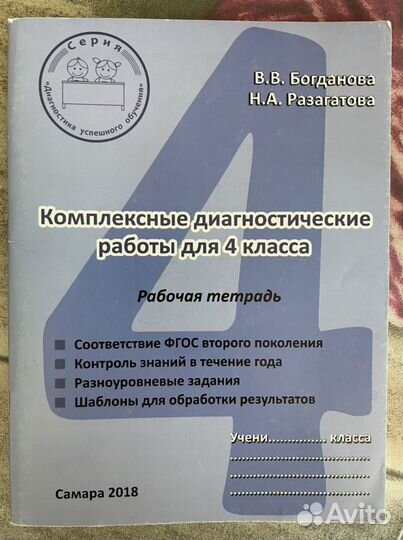 Серия
«Диагностика успешного обучения»
В.В. Богданова
Н.А. Разагатова
Комплексные диагностические
работы для 4 класса
4
Рабочая тетрадь
Соответствие ФГОС второго поколения
Контроль знаний в течение года
Разноуровневые задания
Шаблоны для обработки результатов
Учени............... класса
....................................
....................................
....................................
Самара 2018
Avito